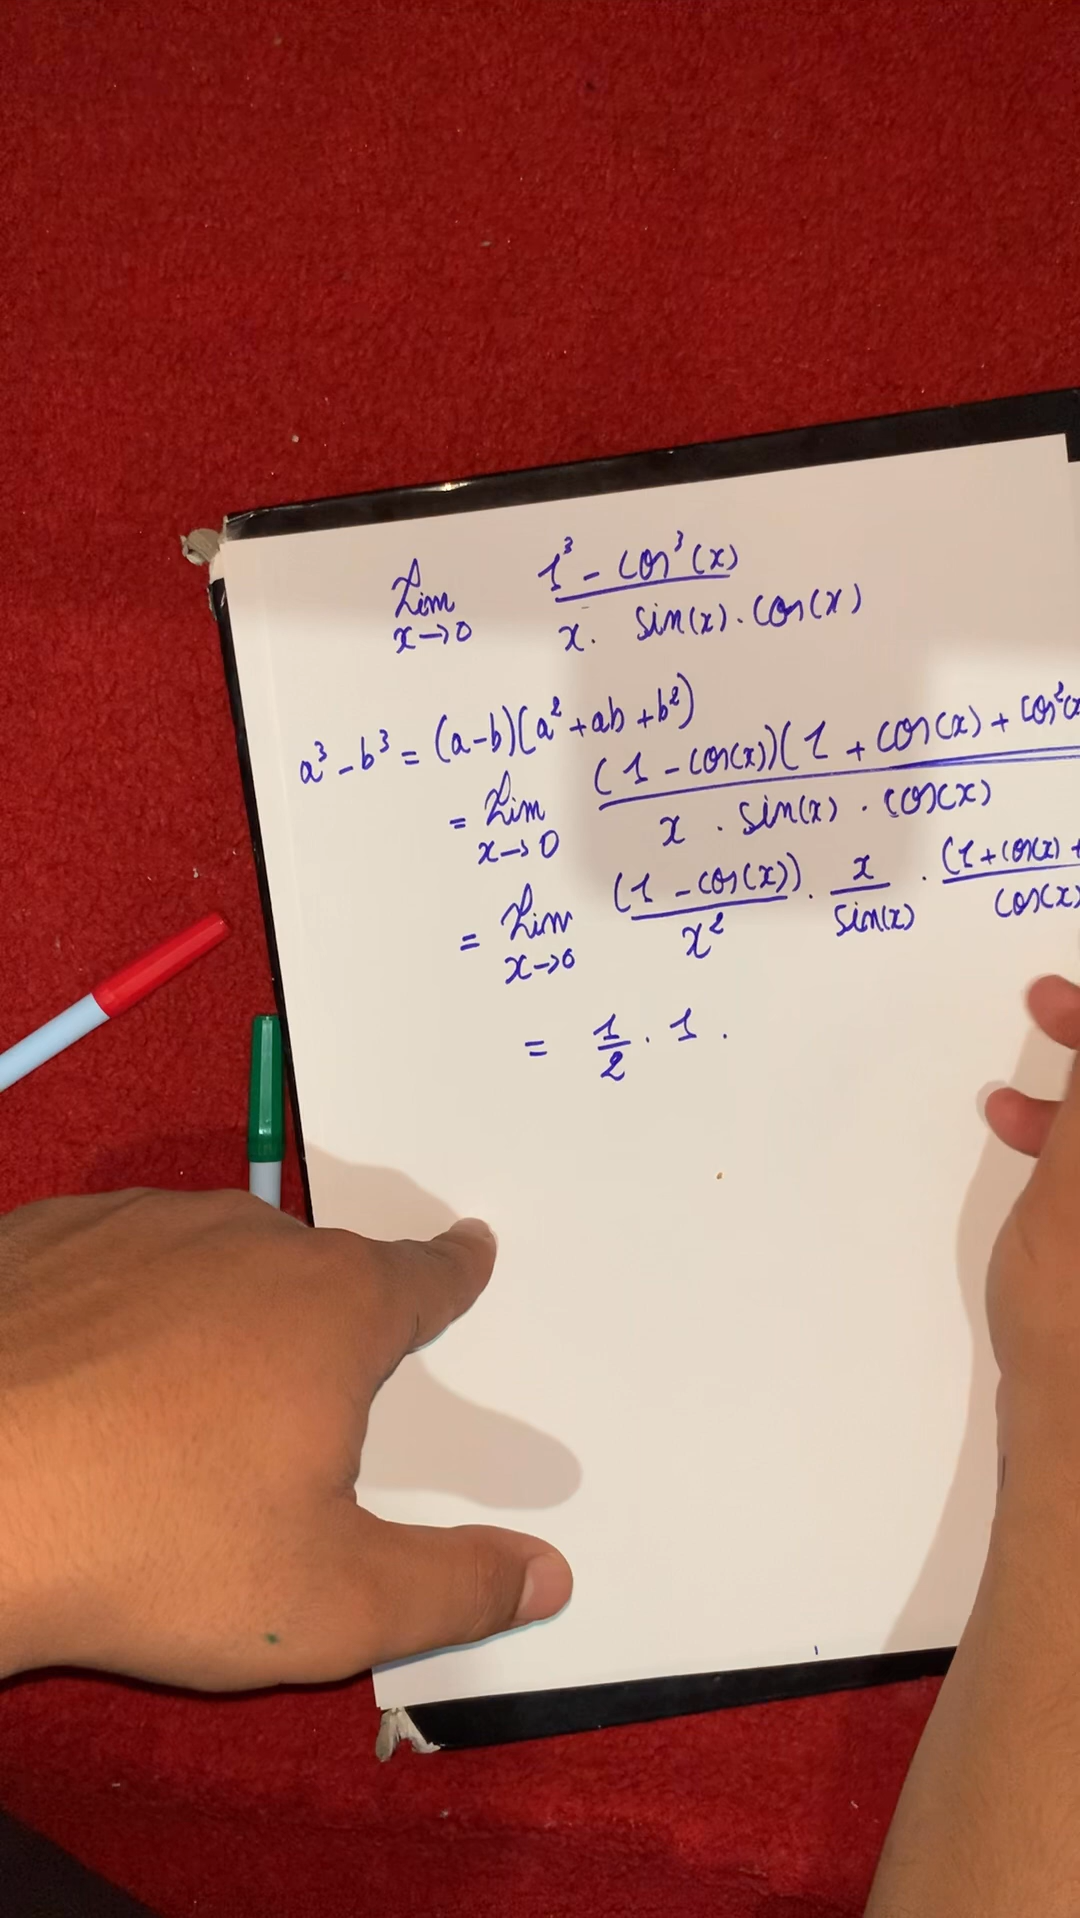 Lim 1³ - cos³(x)
x→0 x. sin(x). cos(x)
a³ - b³ = (a-b)(a² + ab + b²)
= Lim (1 - cos(x))(1 + cos(x) + cos²(x
x→0 x . sin(x) . cos(x)
= Lim (1 - cos(x)) . x . (1 + cos(x) +
x→0 x² sin(x) cos(x)
= 1/2 . 1 .